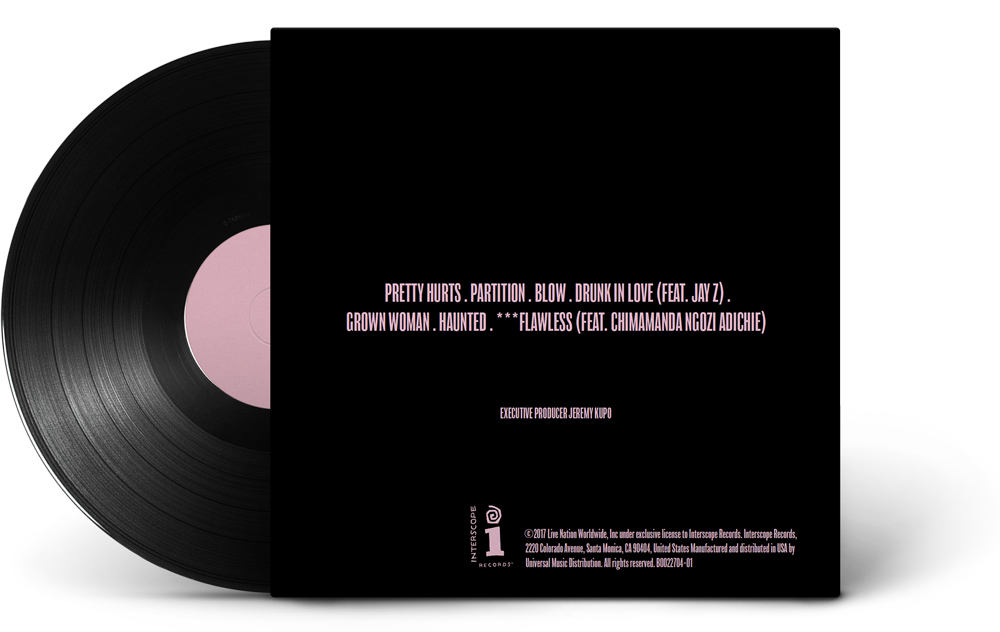 PRETTY HURTS . PARTITION . BLOW . DRUNK IN LOVE (FEAT. JAY Z) .
GROWN WOMAN . HAUNTED . ***FLAWLESS (FEAT. CHIMAMANDA NGOZI ADICHIE)
EXECUTIVE PRODUCER JEREMY KUPO
INTERSCOPE
i
RECORDS
©2017 Live Nation Worldwide, Inc under exclusive license to Interscope Records. Interscope Records,
2220 Colorado Avenue, Santa Monica, CA 90404, United States Manufactured and distributed in USA by
Universal Music Distribution. All rights reserved. B0022704-01